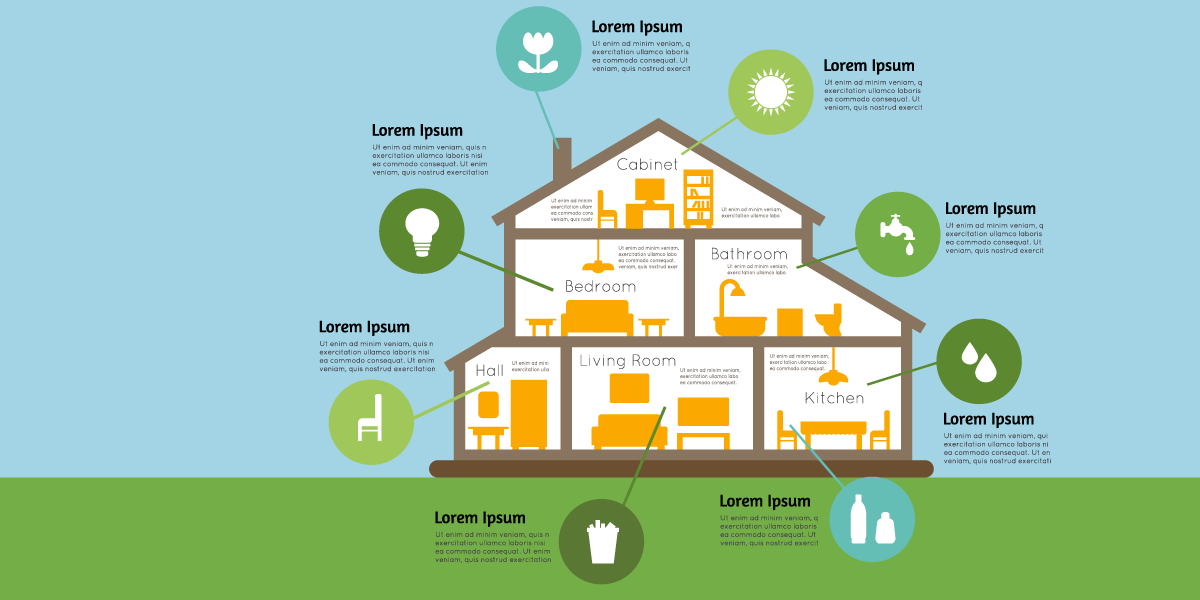 Lorem Ipsum
Ut enim ad minim veniam, q
exercitation ullamco laboris
ea commodo consequat. Ut
veniam, quis nostrud exercit
Lorem Ipsum
Ut enim ad minim veniam, q
exercitation ullamco laboris
ea commodo consequat. Ut
veniam, quis nostrud exercit
Lorem Ipsum
Ut enim ad minim veniam, quis n
exercitation ullamco laboris nisi
ea commodo consequat. Ut enim
veniam, quis nostrud exercitation
Cabinet
Ut enim ad minim
exercitation ullam
ea commodo cons
veniam, quis nostr
Ut enim ad minim veniam,
exercitation ullamco labo
Lorem Ipsum
Ut enim ad minim veniam, q
exercitation ullamco laboris
ea commodo consequat. Ut
veniam, quis nostrud exercit
Ut enim ad minim veniam,
exercitation ullamco labo
ea commodo consequat.
veniam, quis nostrud exer
Bedroom
Bathroom
Ut enim ad minim veniam,
exercitation ullamco labo
Lorem Ipsum
Ut enim ad minim veniam, quis n
exercitation ullamco laboris nisi
ea commodo consequat. Ut enim
veniam, quis nostrud exercitation
Hall
Ut enim ad mini
exercitation ulla
Living Room
Ut enim ad minim veniam,
exercitation ullamco labo
ea commodo consequat.
Ut enim ad minim veniam,
exercitation ullamco labo
ea commodo consequat.
Kitchen
Lorem Ipsum
Ut enim ad minim veniam, qui
exercitation ullamco laboris ni
ea commodo consequat. Ut en
veniam, quis nostrud exercitati
Lorem Ipsum
Ut enim ad minim veniam, quis n
exercitation ullamco laboris nisi
ea commodo consequat. Ut enim
veniam, quis nostrud exercitation
Lorem Ipsum
Ut enim ad minim veniam, q
exercitation ullamco laboris
ea commodo consequat. Ut
veniam, quis nostrud exercit